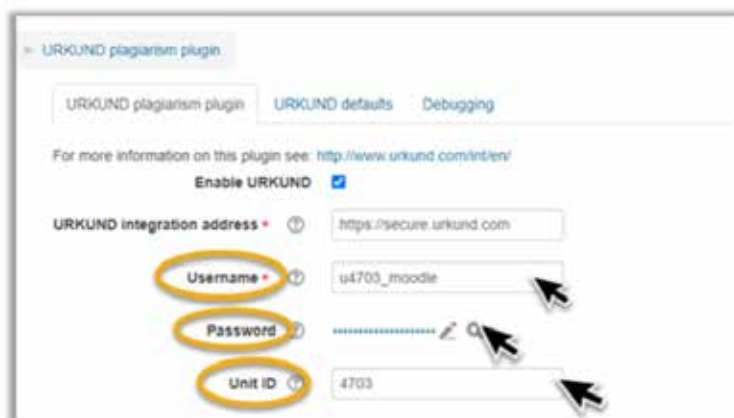 URKUND plagiarism plugin
URKUND plagiarism plugin URKUND defaults Debugging
For more information on this plugin see: http://www.urkund.com/int/en/
Enable URKUND
URKUND integration address * https://secure.urkund.com
Username * u4703_moodle
Password ••••••••••••••••••••
Unit ID 4703